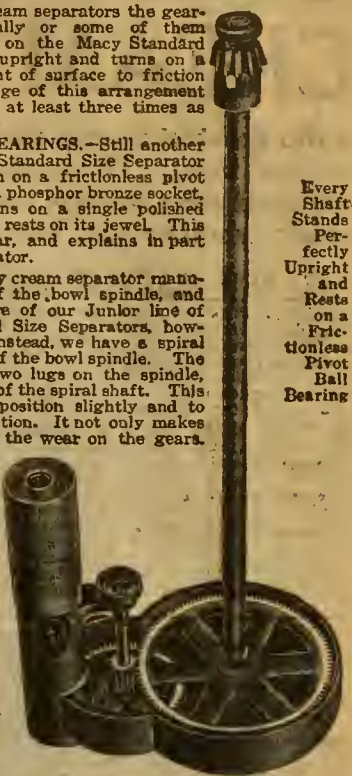 eam separators the gear-
ally or some of them
on the Macy Standard
upright and turns on a
nt of surface to friction
ge of this arrangement
at least three times as
EARINGS.—Still another
Standard Size Separator
n on a frictionless pivot
phosphor bronze socket,
ns on a single polished
rests on its jewel. This
ar, and explains in part
ator.
y cream separator manu-
f the bowl spindle, and
e of our Junior line of
d Size Separators, how-
nstead, we have a spiral
f the bowl spindle. The
wo lugs on the spindle,
of the spiral shaft. This
position slightly and to
tion. It not only makes
the wear on the gears.
Every
Shaft
Stands
Per-
fectly
Upright
and
Rests
on a
Fric-
tionless
Pivot
Ball
Bearing